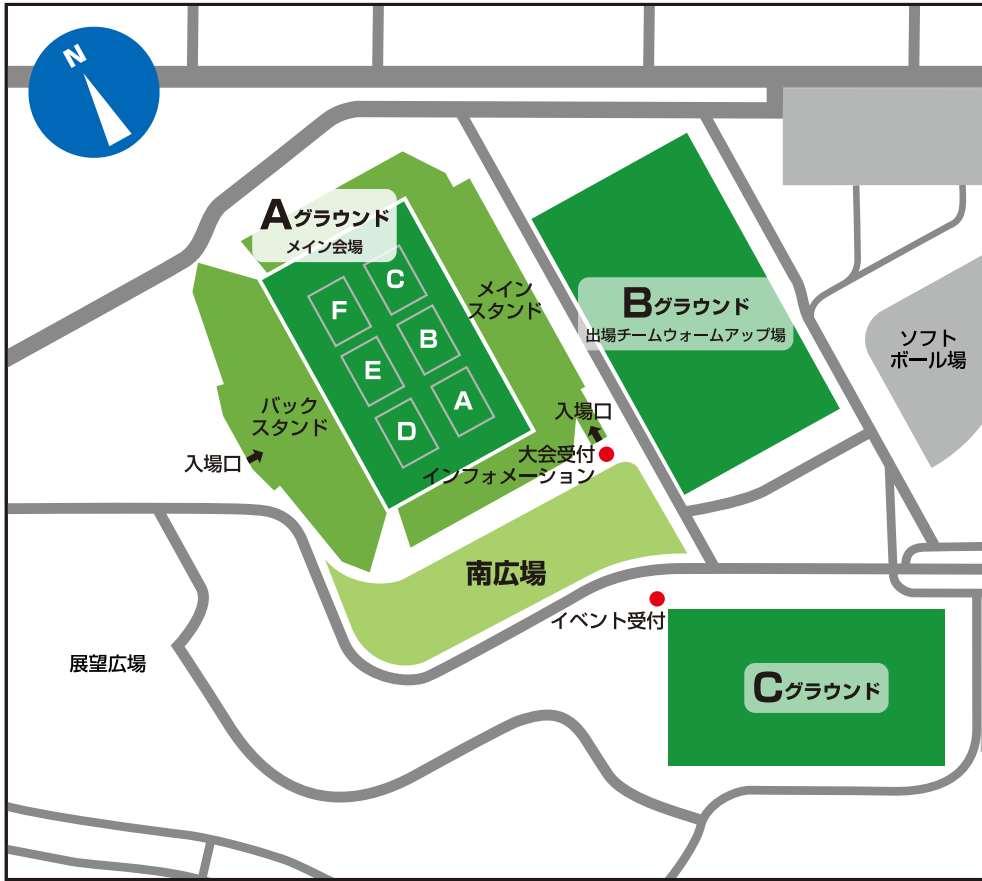 N
Aグラウンド
メイン会場
C
F
B
E
A
D
メイン
スタンド
バック
スタンド
入場口
入場口
大会受付
インフォメーション
Bグラウンド
出場チームウォームアップ場
ソフト
ボール場
南広場
イベント受付
展望広場
Cグラウンド